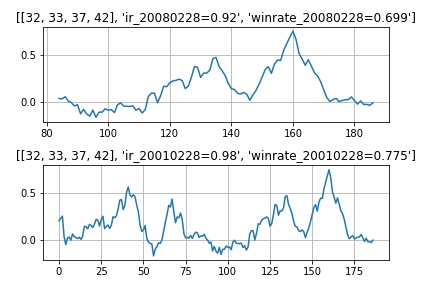 [[32, 33, 37, 42], 'ir_20080228=0.92', 'winrate_20080228=0.699']
0.5
0.0
80 100 120 140 160 180
[[32, 33, 37, 42], 'ir_20010228=0.98', 'winrate_20010228=0.775']
0.5
0.0
0 25 50 75 100 125 150 175